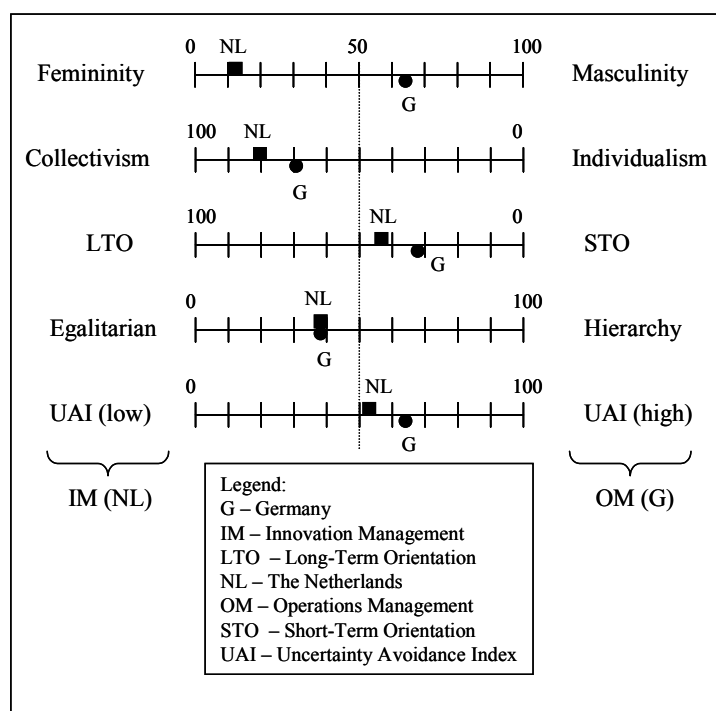 0 NL 50 100
Femininity Masculinity
G
100 NL 0
Collectivism Individualism
G
100 NL 0
LTO STO
G
0 NL 100
Egalitarian Hierarchy
G
0 NL 100
UAI (low) UAI (high)
G
IM (NL) OM (G)
Legend:
G – Germany
IM – Innovation Management
LTO – Long-Term Orientation
NL – The Netherlands
OM – Operations Management
STO – Short-Term Orientation
UAI – Uncertainty Avoidance Index